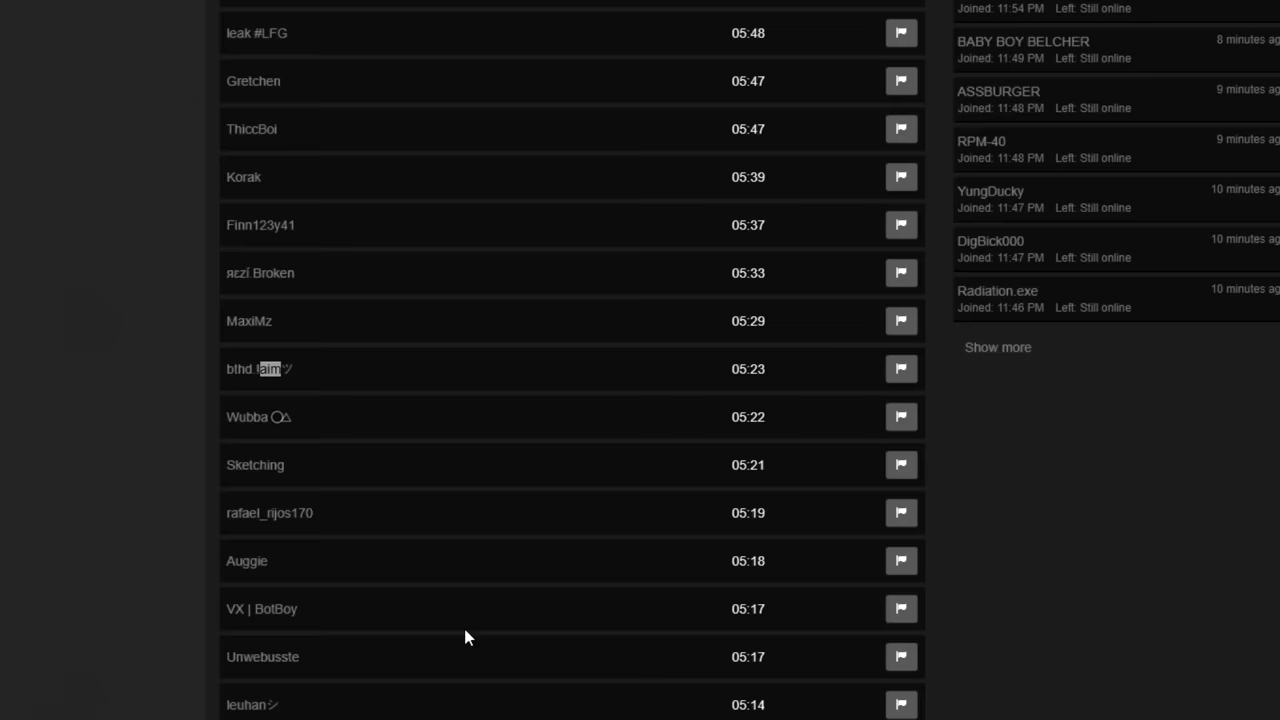 leak #LFG 05:48
Gretchen 05:47
ThiccBoi 05:47
Korak 05:39
Finn123y41 05:37
яεzí Broken 05:33
MaxiMz 05:29
bthd.!aimツ 05:23
Wubba 〇△ 05:22
Sketching 05:21
rafael_rijos170 05:19
Auggie 05:18
VX | BotBoy 05:17
Unwebusste 05:17
leuhanシ 05:14
Joined: 11:54 PM Left: Still online
BABY BOY BELCHER 8 minutes ag
Joined: 11:49 PM Left: Still online
ASSBURGER 9 minutes ag
Joined: 11:48 PM Left: Still online
RPM-40 9 minutes ag
Joined: 11:48 PM Left: Still online
YungDucky 10 minutes ag
Joined: 11:47 PM Left: Still online
DigBick000 10 minutes ag
Joined: 11:47 PM Left: Still online
Radiation.exe 10 minutes ag
Joined: 11:46 PM Left: Still online
Show more